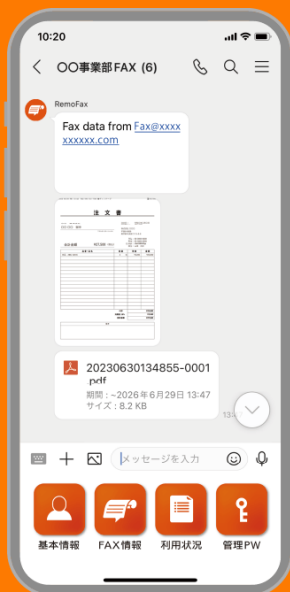 10:20
〇〇事業部FAX (6)
RemoFax
Fax data from Fax@xxxx
xxxxxx.com
注 文 書
20230630134855-0001
.pdf
期間：~2026年6月29日 13:47
サイズ：8.2 KB
メッセージを入力
基本情報
FAX情報
利用状況
管理PW